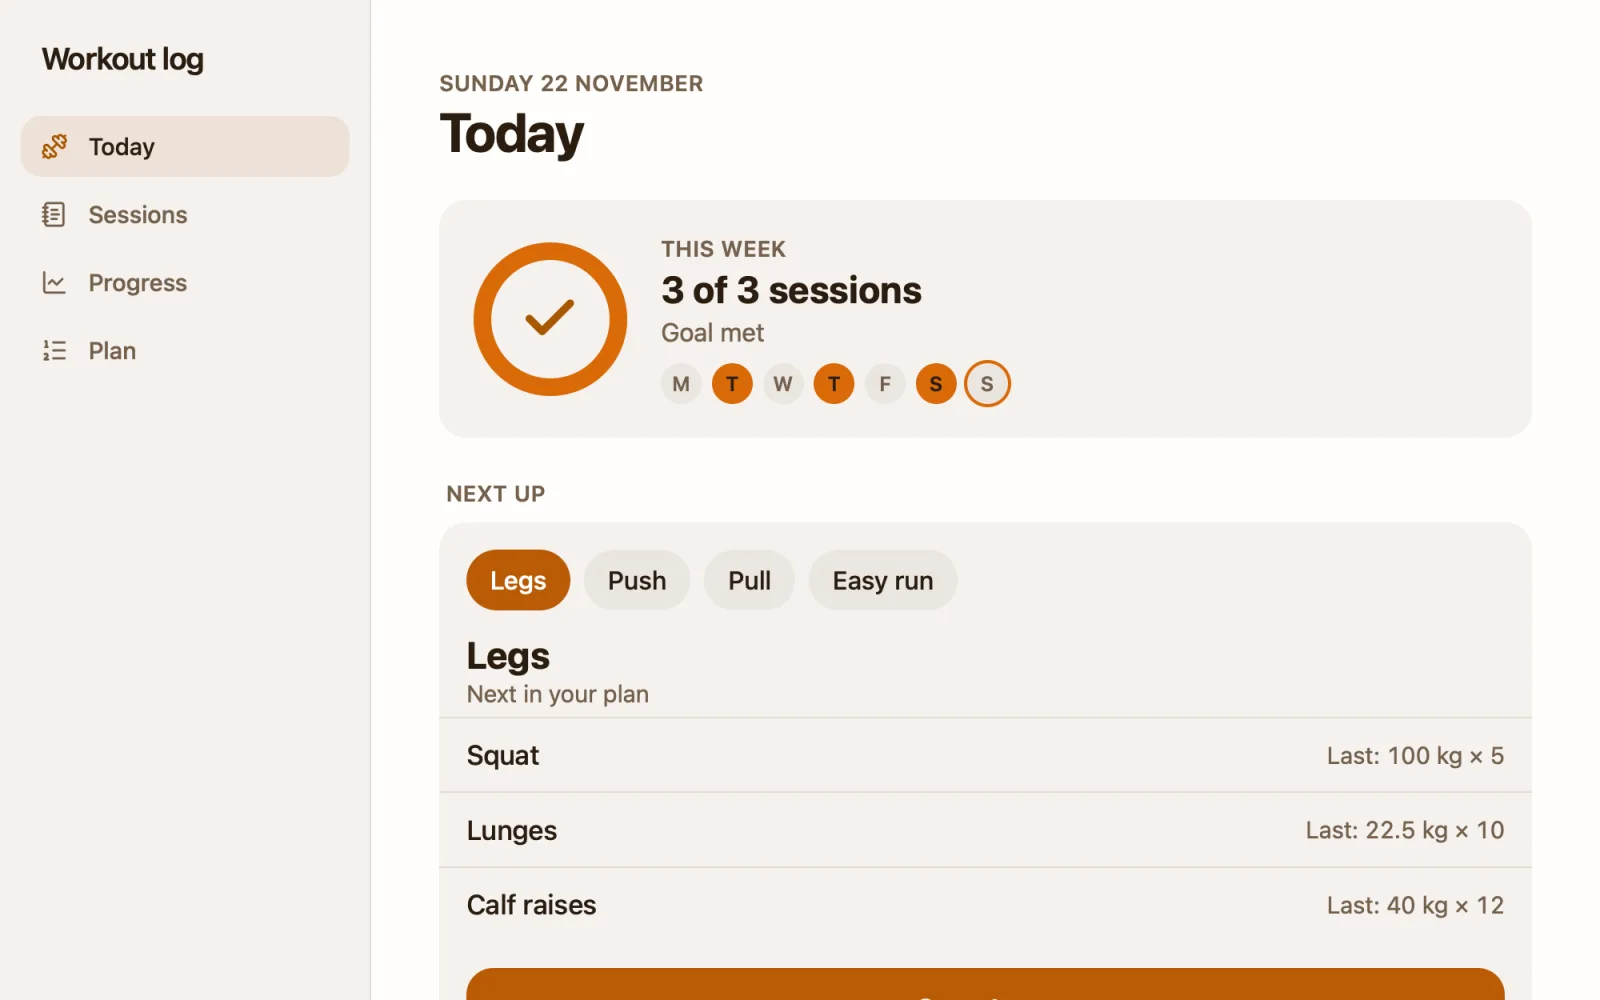 Workout log
Today
Sessions
Progress
Plan
SUNDAY 22 NOVEMBER
Today
THIS WEEK
3 of 3 sessions
Goal met
M T W T F S S
NEXT UP
Legs Push Pull Easy run
Legs
Next in your plan
Squat Last: 100 kg × 5
Lunges Last: 22.5 kg × 10
Calf raises Last: 40 kg × 12